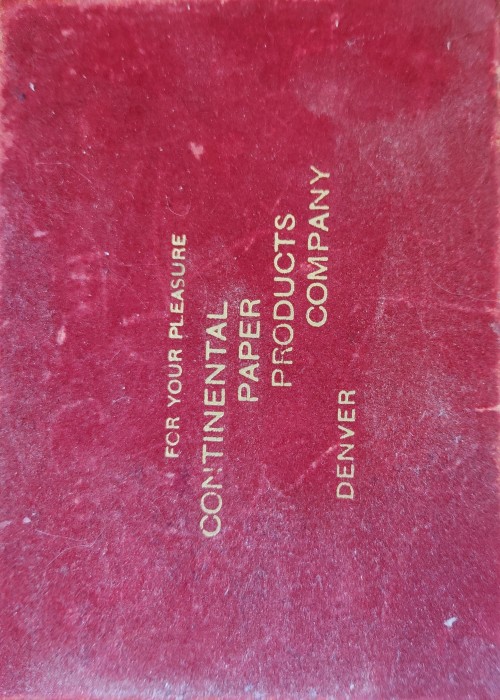 FOR YOUR PLEASURE
CONTINENTAL
PAPER
PRODUCTS
COMPANY
DENVER